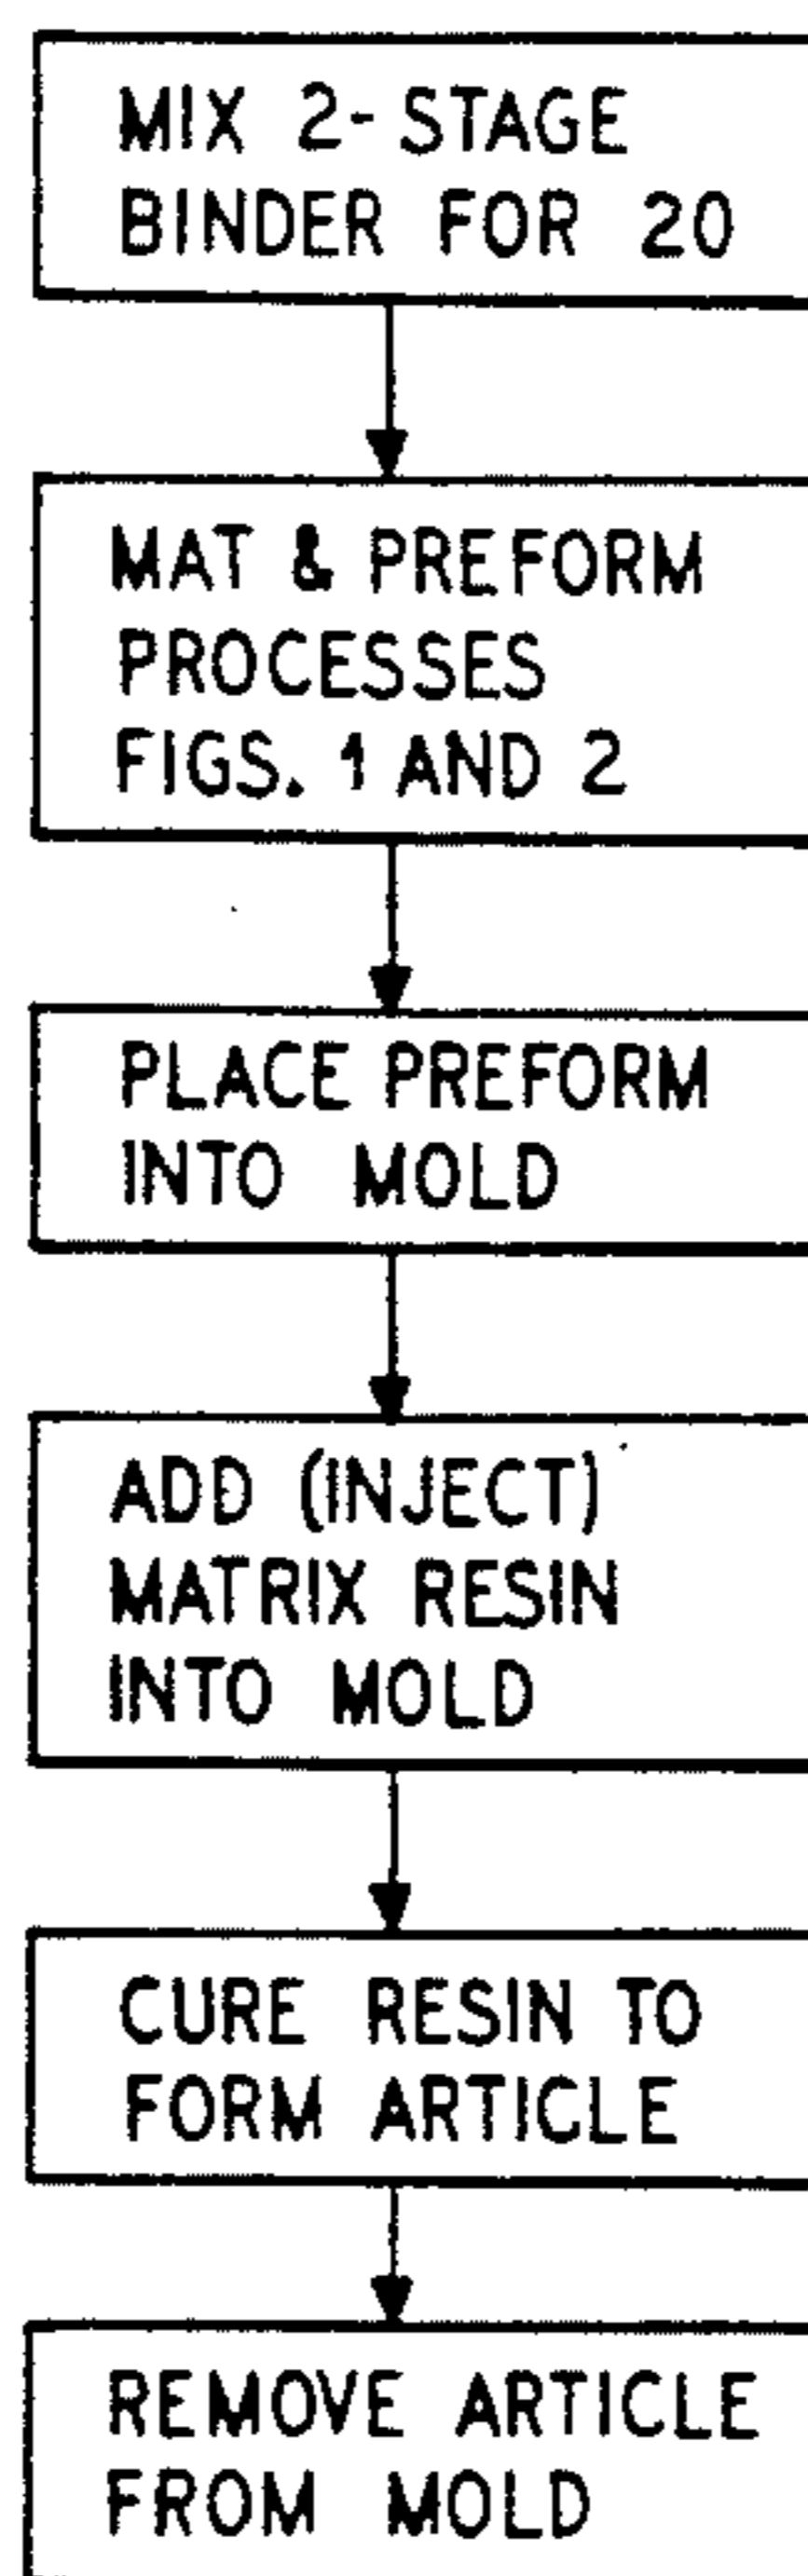 MIX 2-STAGE
BINDER FOR 20
MAT & PREFORM
PROCESSES
FIGS. 1 AND 2
PLACE PREFORM
INTO MOLD
ADD (INJECT)
MATRIX RESIN
INTO MOLD
CURE RESIN TO
FORM ARTICLE
REMOVE ARTICLE
FROM MOLD